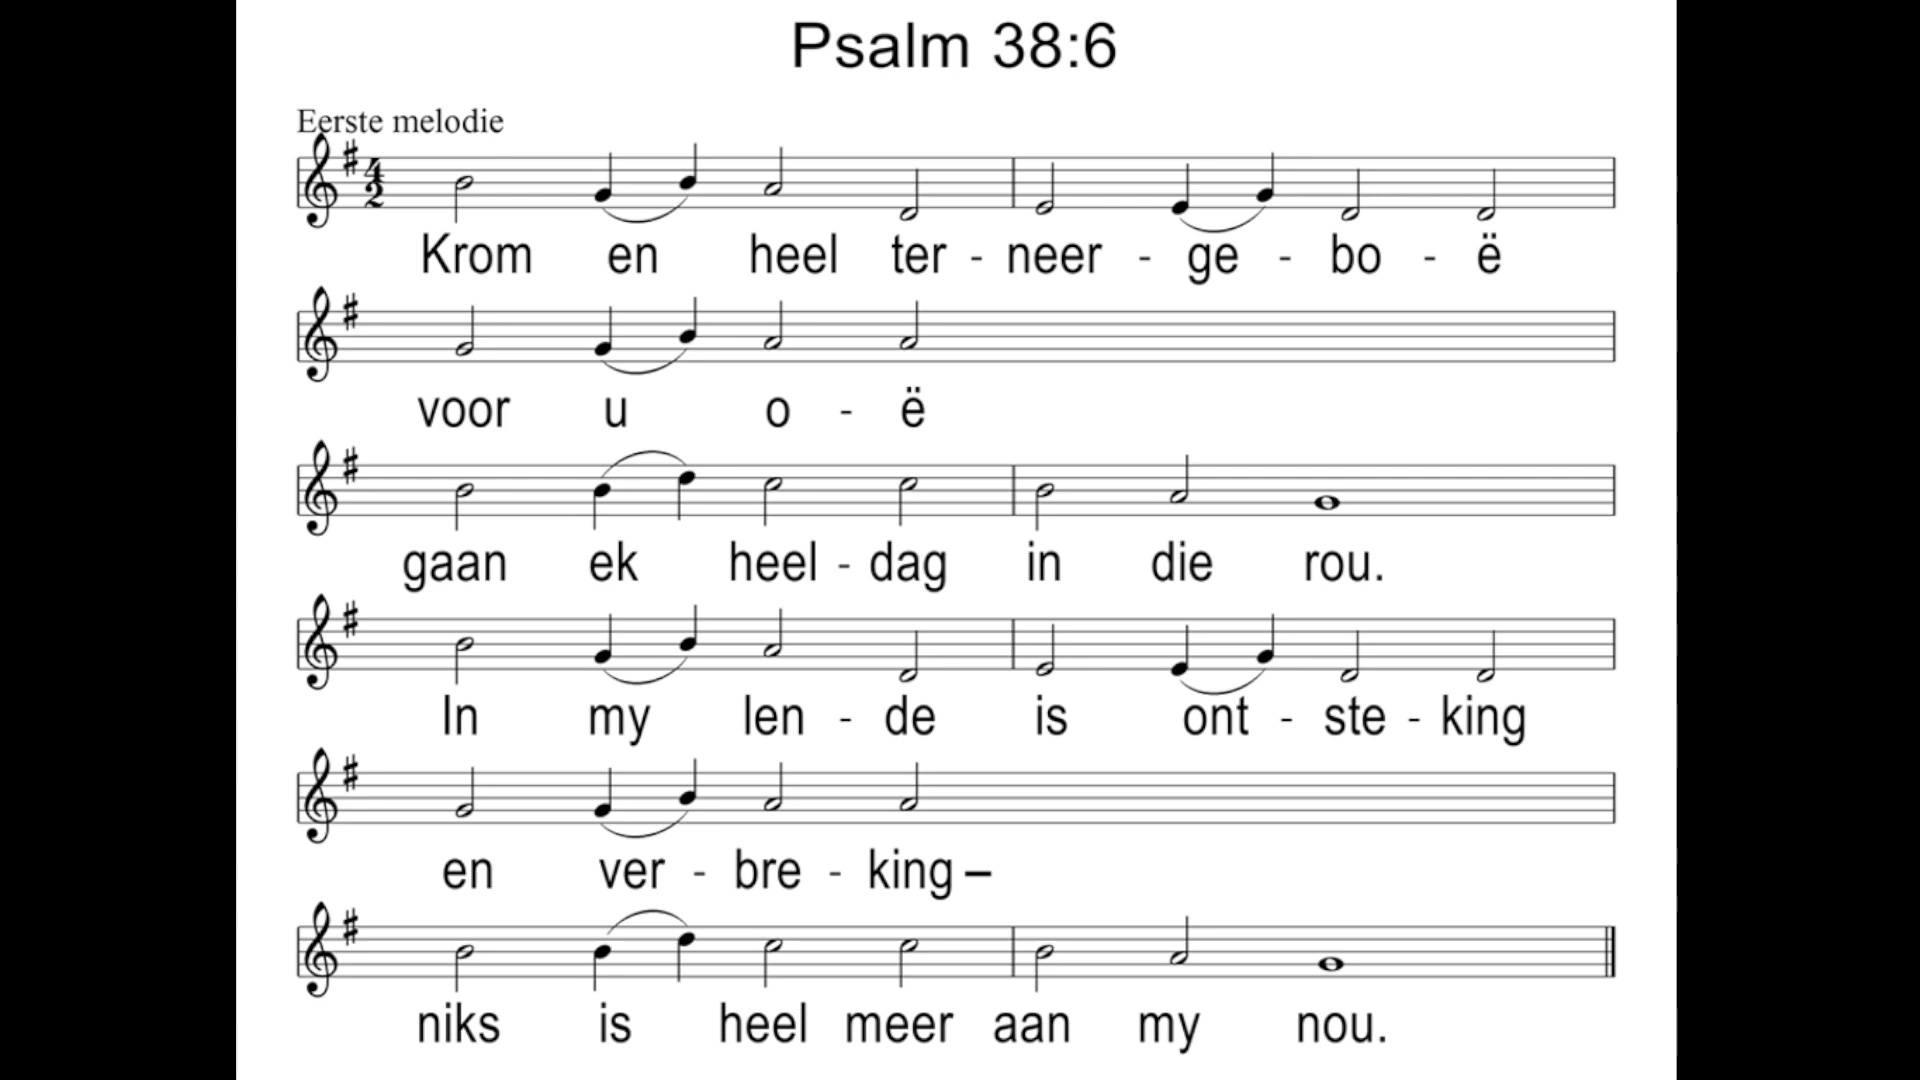 Psalm 38:6
Eerste melodie
4
2
Krom en heel ter - neer - ge - bo - ë
voor u o - ë
gaan ek heel - dag in die rou.
In my len - de is ont - ste - king
en ver - bre - king –
niks is heel meer aan my nou.